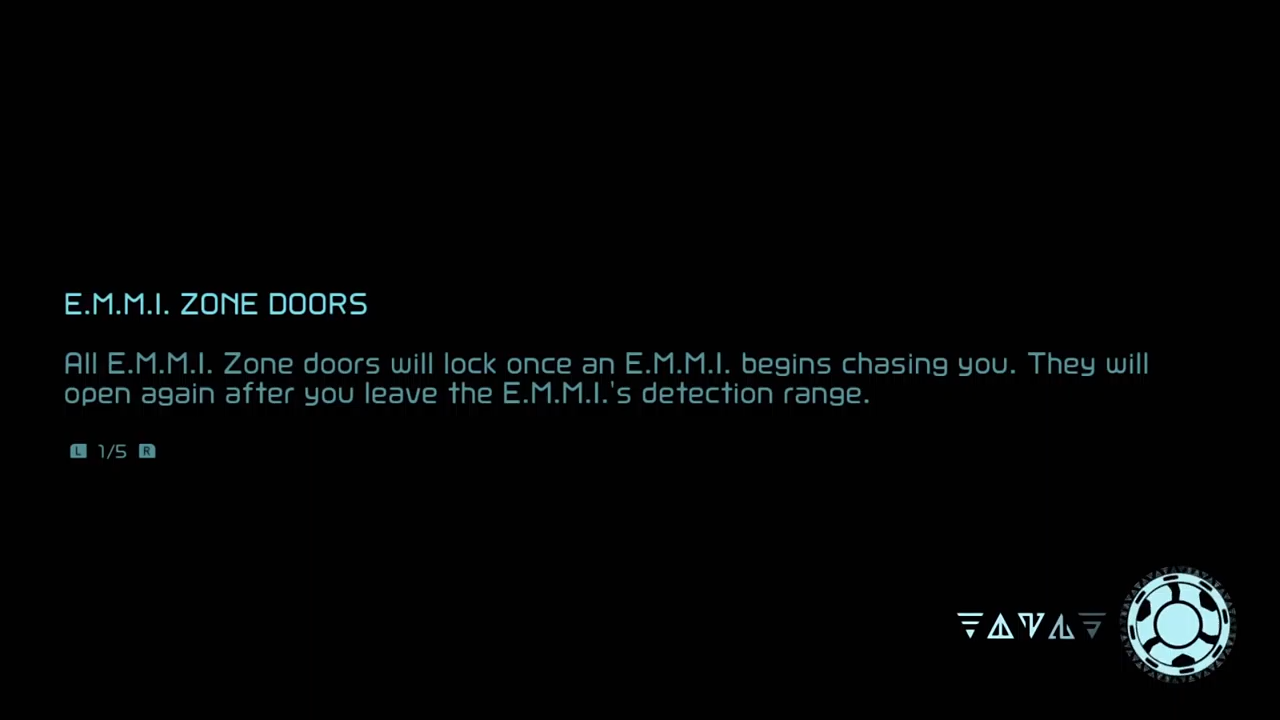 E.M.M.I. ZONE DOORS
All E.M.M.I. Zone doors will lock once an E.M.M.I. begins chasing you. They will
open again after you leave the E.M.M.I.'s detection range.
L 1/5 R